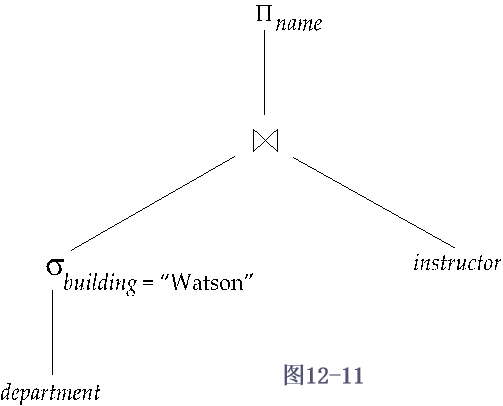 Π name
⋈
σ building = “Watson”
instructor
department
图12-11